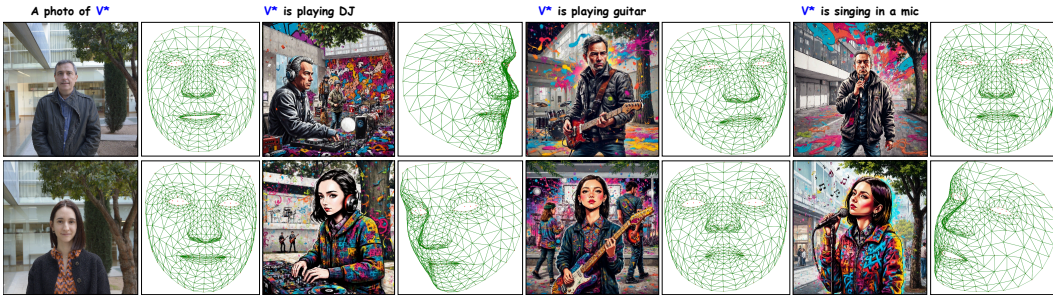 A photo of V*
V* is playing DJ
V* is playing guitar
V* is singing in a mic